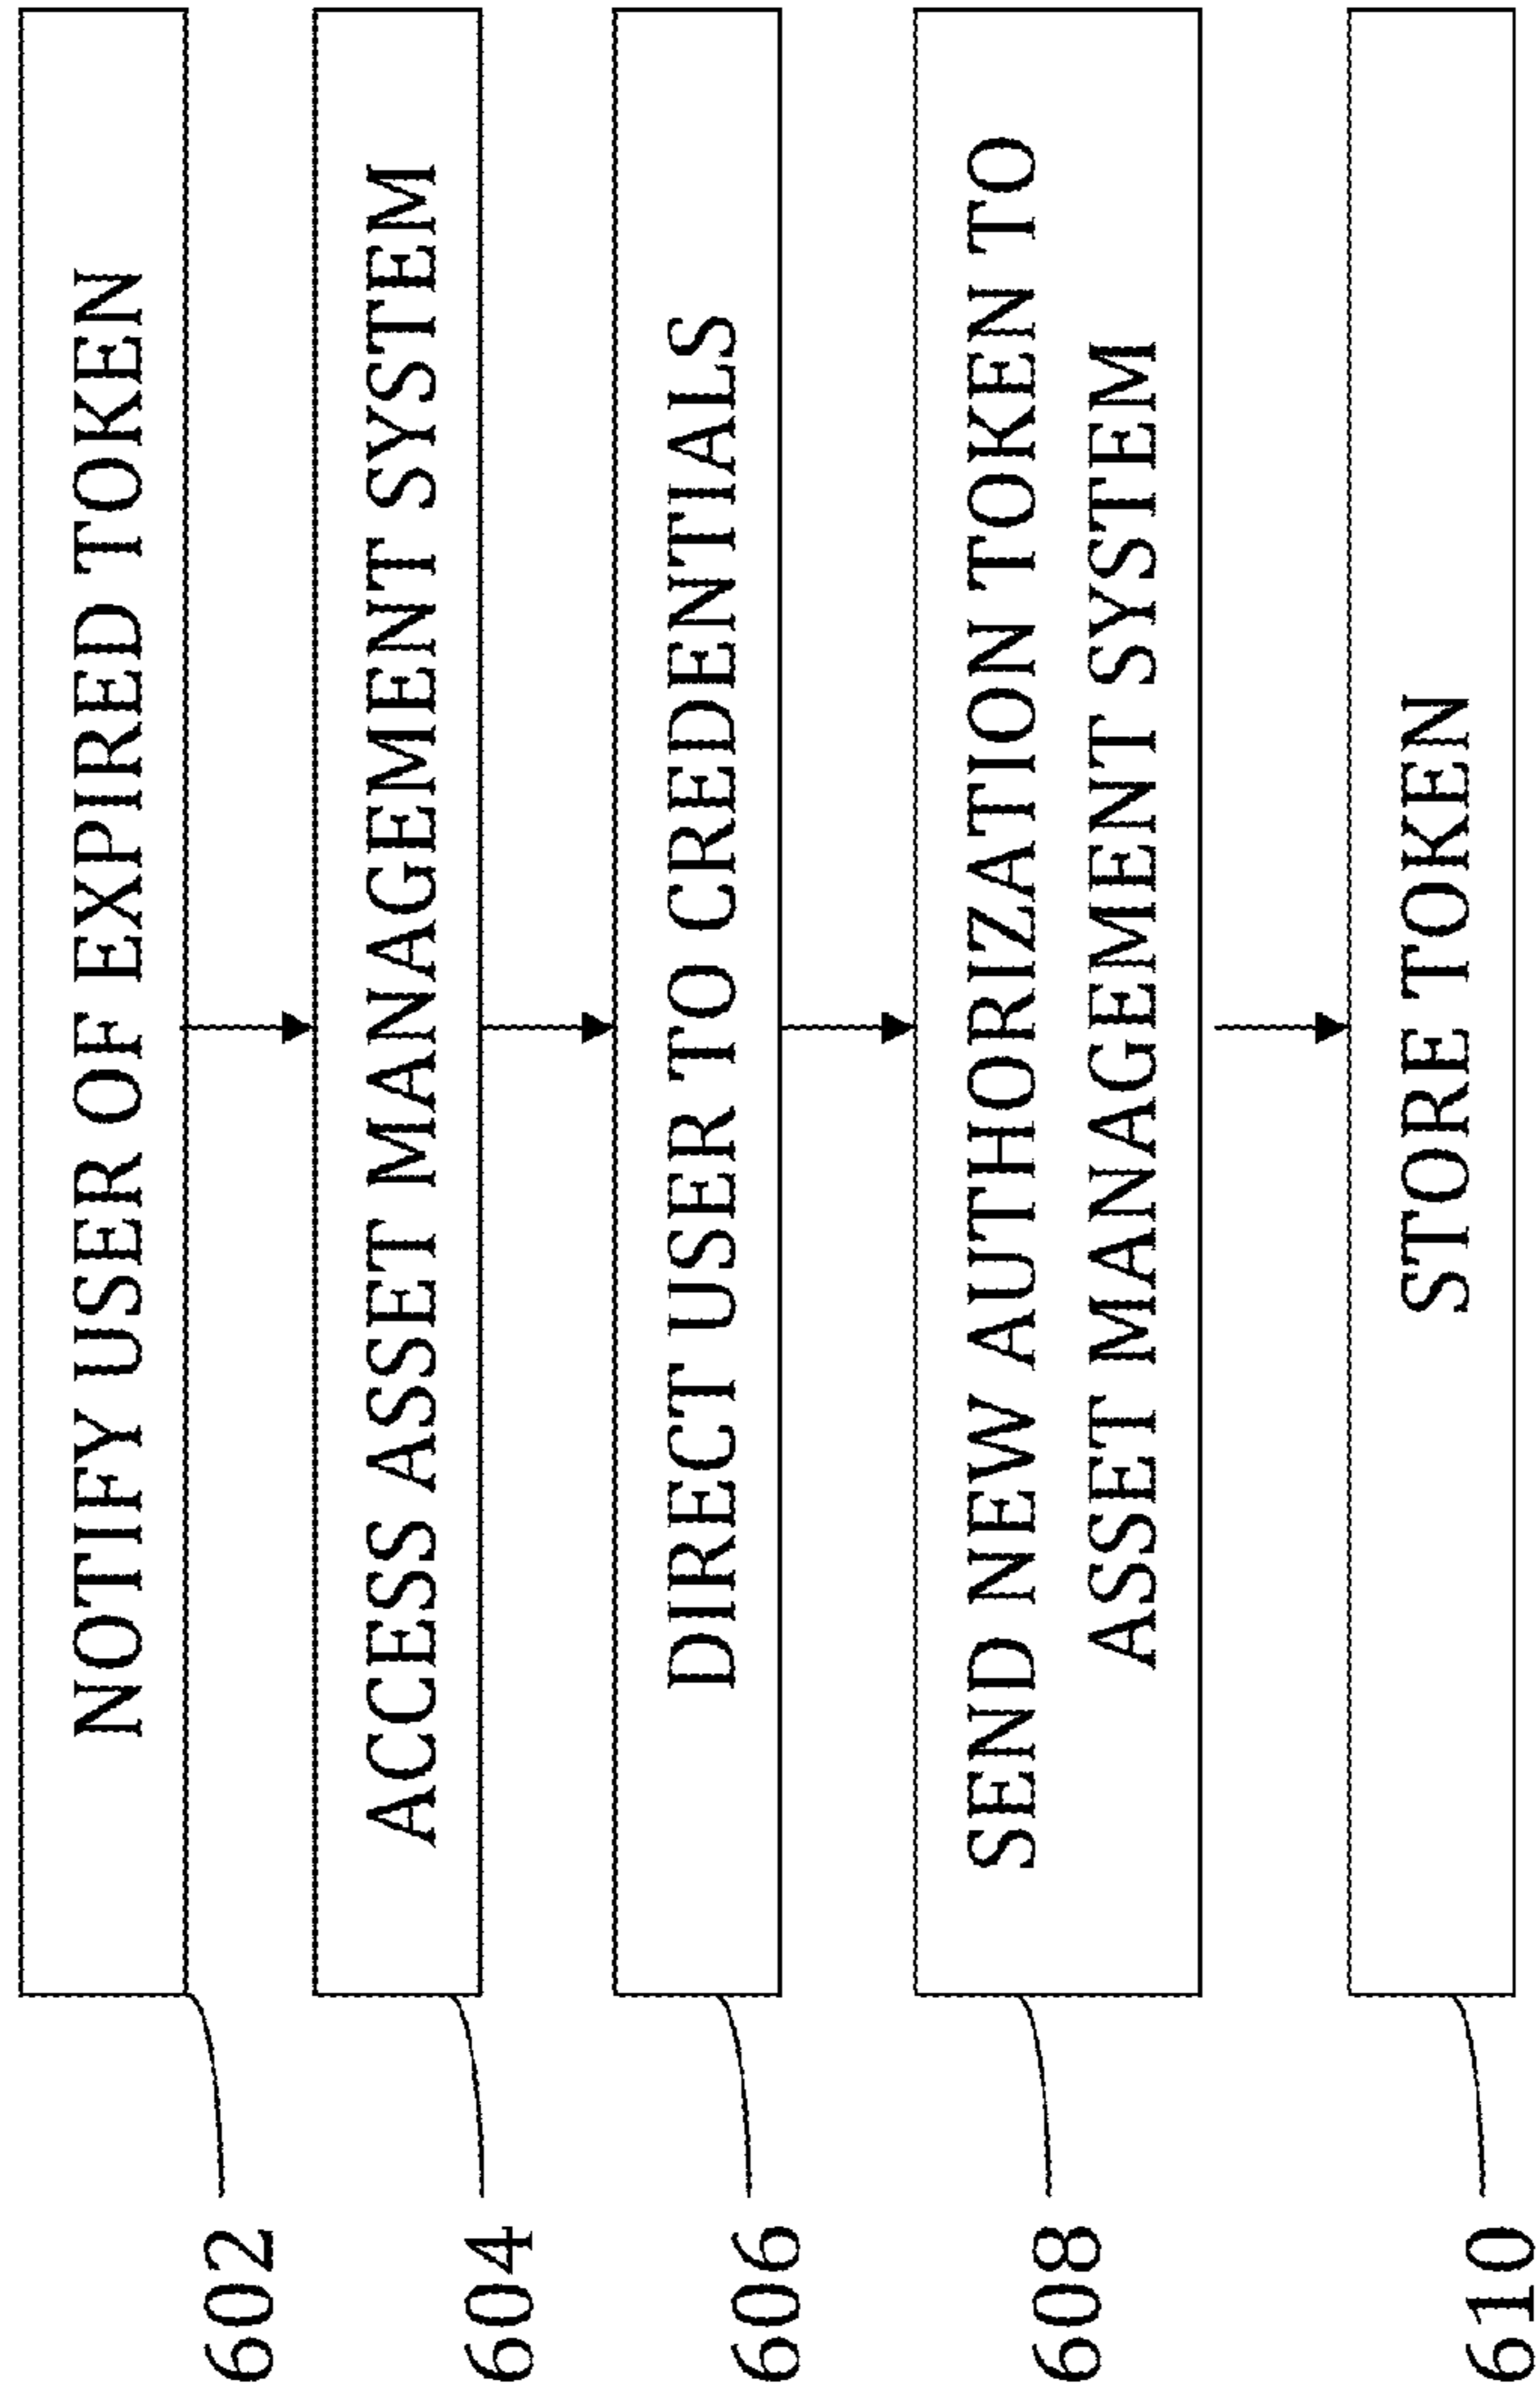 NOTIFY USER OF EXPIRED TOKEN
602
ACCESS ASSET MANAGEMENT SYSTEM
604
DIRECT USER TO CREDENTIALS
606
SEND NEW AUTHORIZATION TOKEN TO
ASSET MANAGEMENT SYSTEM
608
STORE TOKEN
610